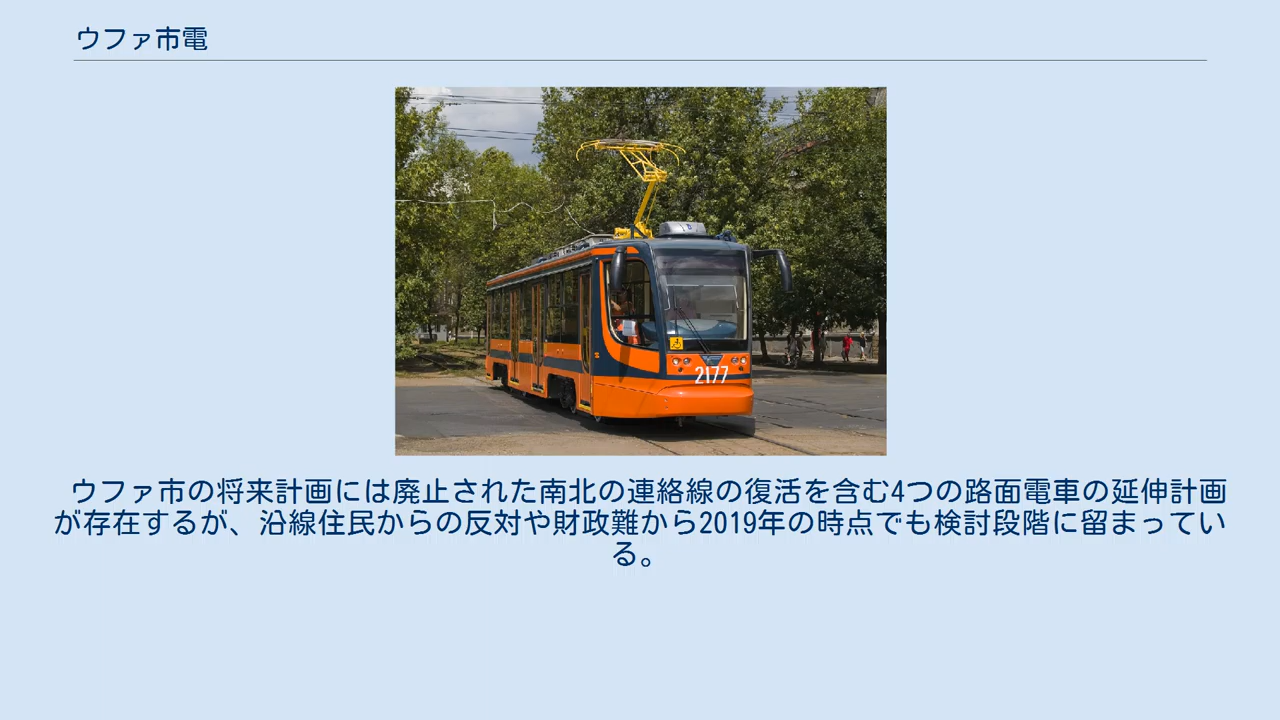 ウファ市電
2177
ウファ市の将来計画には廃止された南北の連絡線の復活を含む4つの路面電車の延伸計画
が存在するが、沿線住民からの反対や財政難から2019年の時点でも検討段階に留まってい
る。